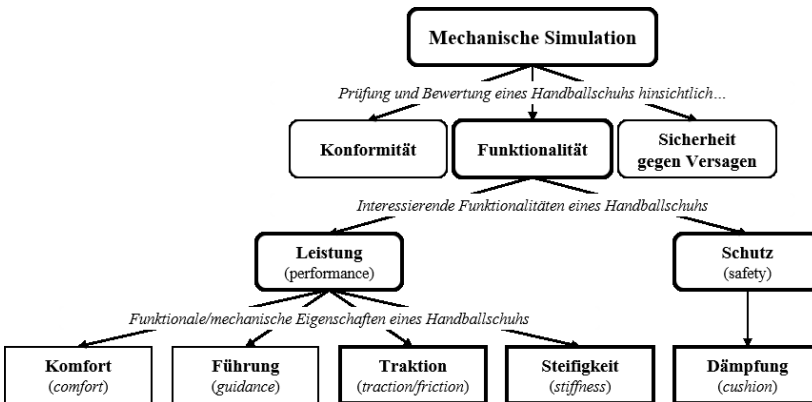 Mechanische Simulation
Prüfung und Bewertung eines Handballschuhs hinsichtlich…
Konformität
Funktionalität
Sicherheit
gegen Versagen
Interessierende Funktionalitäten eines Handballschuhs
Leistung
(performance)
Schutz
(safety)
Funktionale/mechanische Eigenschaften eines Handballschuhs
Komfort
(comfort)
Führung
(guidance)
Traktion
(traction/friction)
Steifigkeit
(stiffness)
Dämpfung
(cushion)